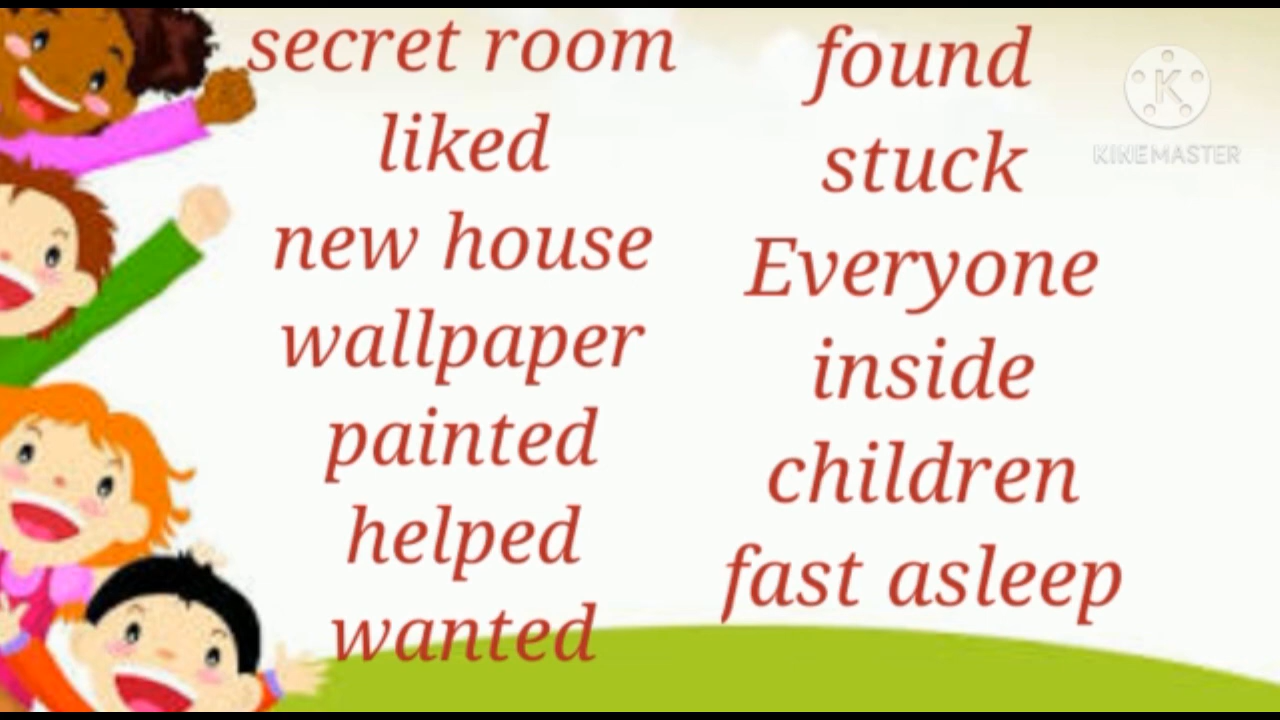 secret room
liked
new house
wallpaper
painted
helped
wanted
found
stuck
Everyone
inside
children
fast asleep
K
KINEMASTER